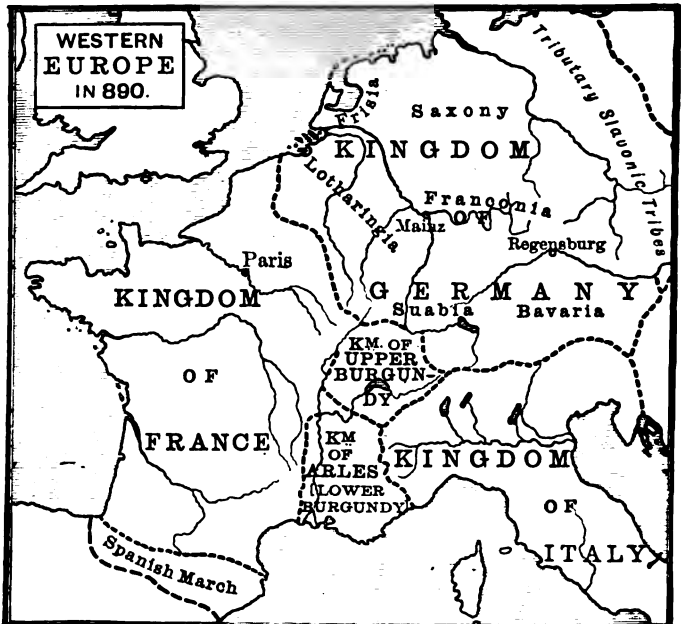 WESTERN
EUROPE
IN 890.
Tributary Slavonic Tribes
Frisia
Saxony
KINGDOM
Lotharingia
Franconia
OF
Mainz
Regensburg
Paris
KINGDOM
GERMANY
Suabia
Bavaria
KM. OF
UPPER
BURGUN-
DY
OF
FRANCE
KM
OF
ARLES
(LOWER
BURGUNDY)
KINGDOM
OF
ITALY
Spanish March